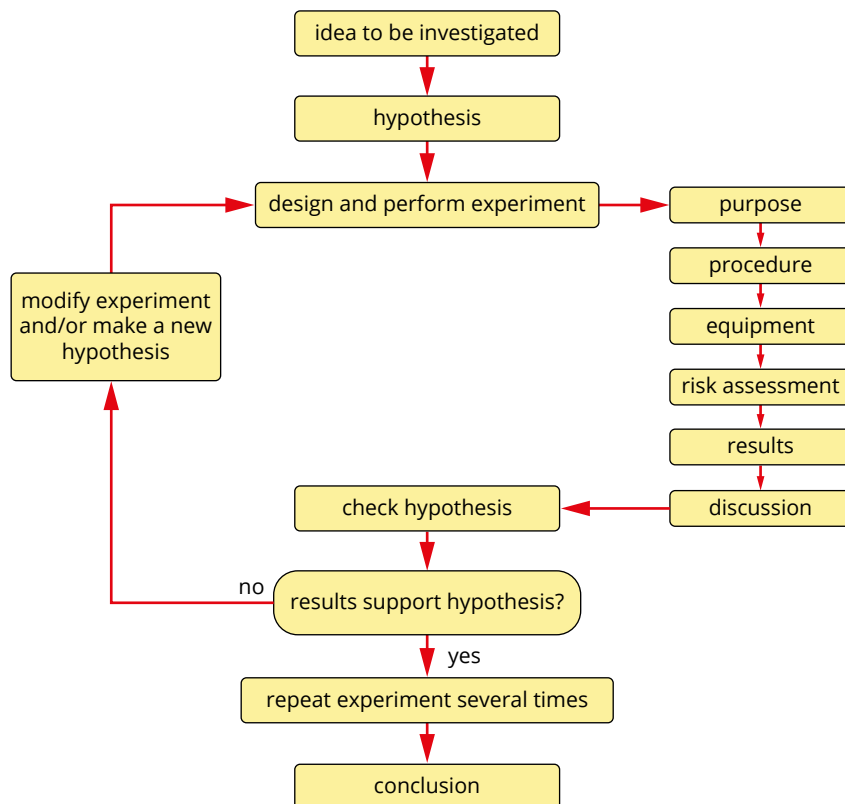 idea to be investigated
hypothesis
design and perform experiment
purpose
procedure
equipment
risk assessment
results
discussion
check hypothesis
results support hypothesis?
no
modify experiment
and/or make a new
hypothesis
yes
repeat experiment several times
conclusion